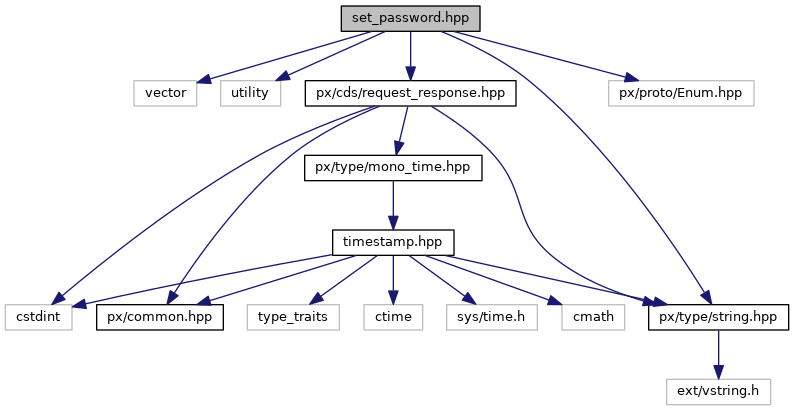 set_password.hpp
vector
utility
px/cds/request_response.hpp
px/proto/Enum.hpp
px/type/mono_time.hpp
timestamp.hpp
cstdint
px/common.hpp
type_traits
ctime
sys/time.h
cmath
px/type/string.hpp
ext/vstring.h